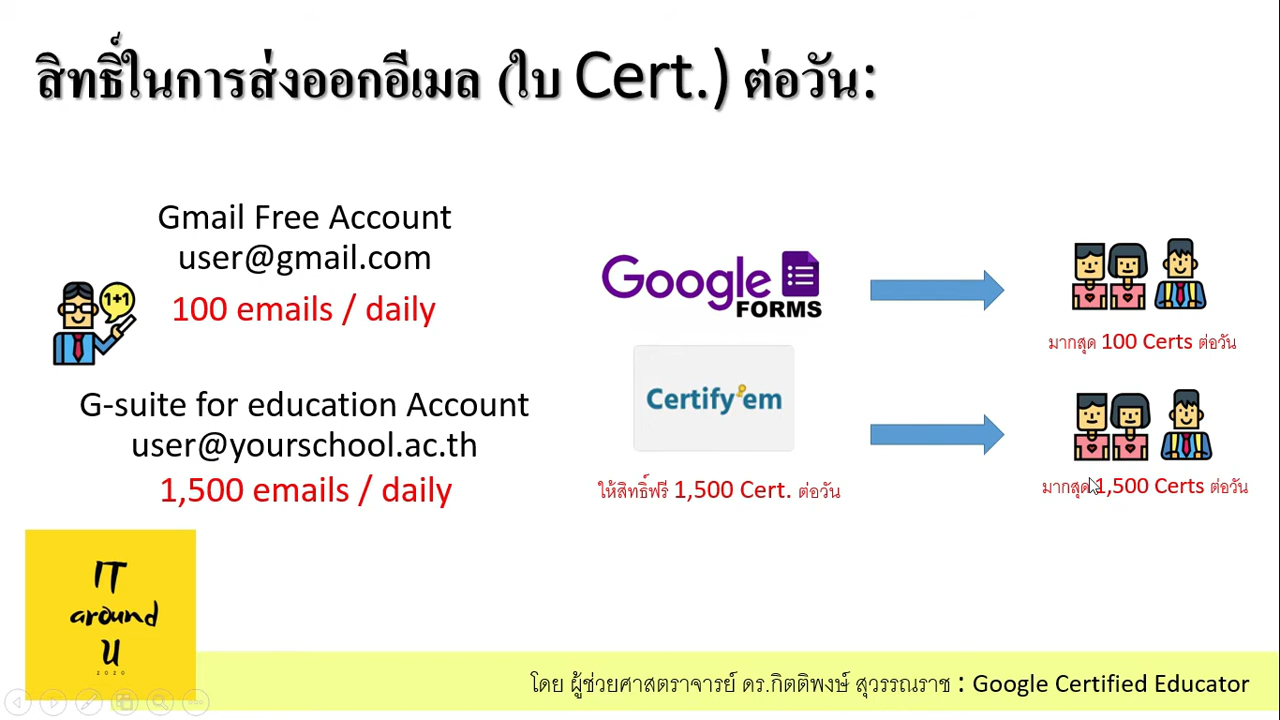 สิทธิ์ในการส่งออกอีเมล (ใบ Cert.) ต่อวัน:
Gmail Free Account
user@gmail.com
100 emails / daily
1+1
G-suite for education Account
user@yourschool.ac.th
1,500 emails / daily
Google
FORMS
Certify'em
ให้สิทธิ์ฟรี 1,500 Cert. ต่อวัน
มากสุด 100 Certs ต่อวัน
มากสุด 1,500 Certs ต่อวัน
IT
around
u
2020
โดย ผู้ช่วยศาสตราจารย์ ดร.กิตติพงษ์ สุวรรณราช : Google Certified Educator